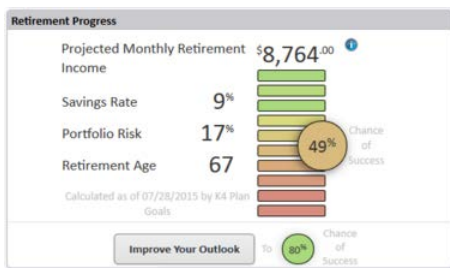 Retirement Progress
Projected Monthly Retirement Income
$8,764.00
i
Savings Rate 9%
Portfolio Risk 17%
Retirement Age 67
49%
Chance
of
Success
Calculated as of 07/28/2015 by K4 Plan
Goals
Improve Your Outlook To 80%
Chance
of
Success